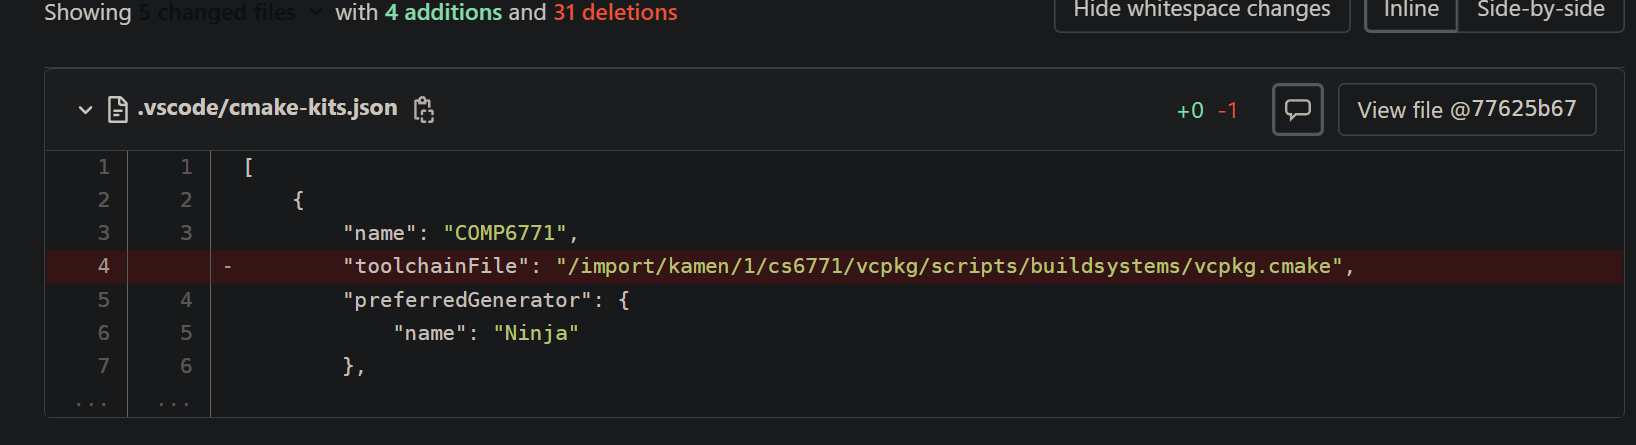 Showing 5 changed files with 4 additions and 31 deletions
Hide whitespace changes Inline Side-by-side
.vscode/cmake-kits.json +0 -1 View file @77625b67
1 1 [
2 2 {
3 3 "name": "COMP6771",
4 - "toolchainFile": "/import/kamen/1/cs6771/vcpkg/scripts/buildsystems/vcpkg.cmake",
5 4 "preferredGenerator": {
6 5 "name": "Ninja"
7 6 },
... ...